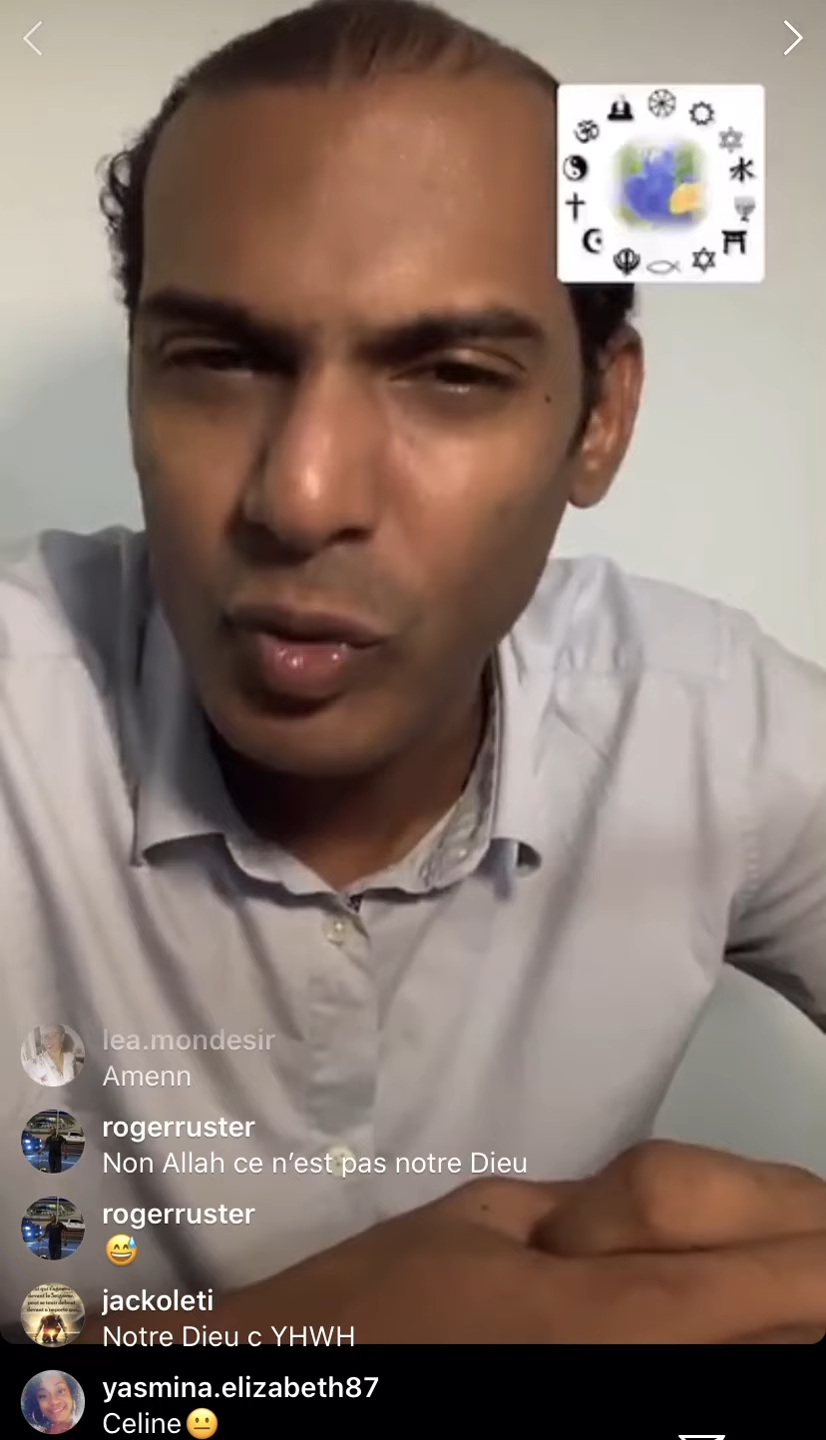 lea.mondesir
Amenn
rogerruster
Non Allah ce n’est pas notre Dieu
rogerruster
😅
jackoleti
Notre Dieu c YHWH
yasmina.elizabeth87
Celine😐